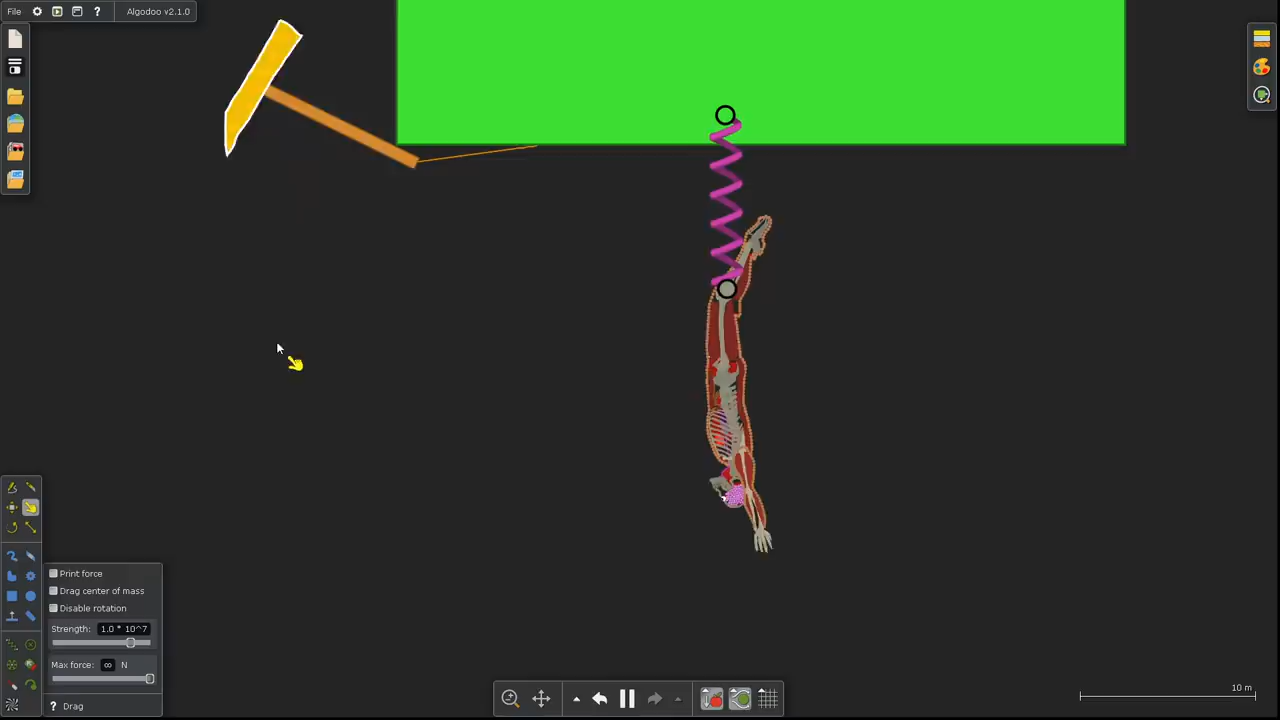 File ? Algodoo v2.1.0
Print force
Drag center of mass
Disable rotation
Strength: 1.0 * 10^7
Max force: ∞ N
? Drag
10 m